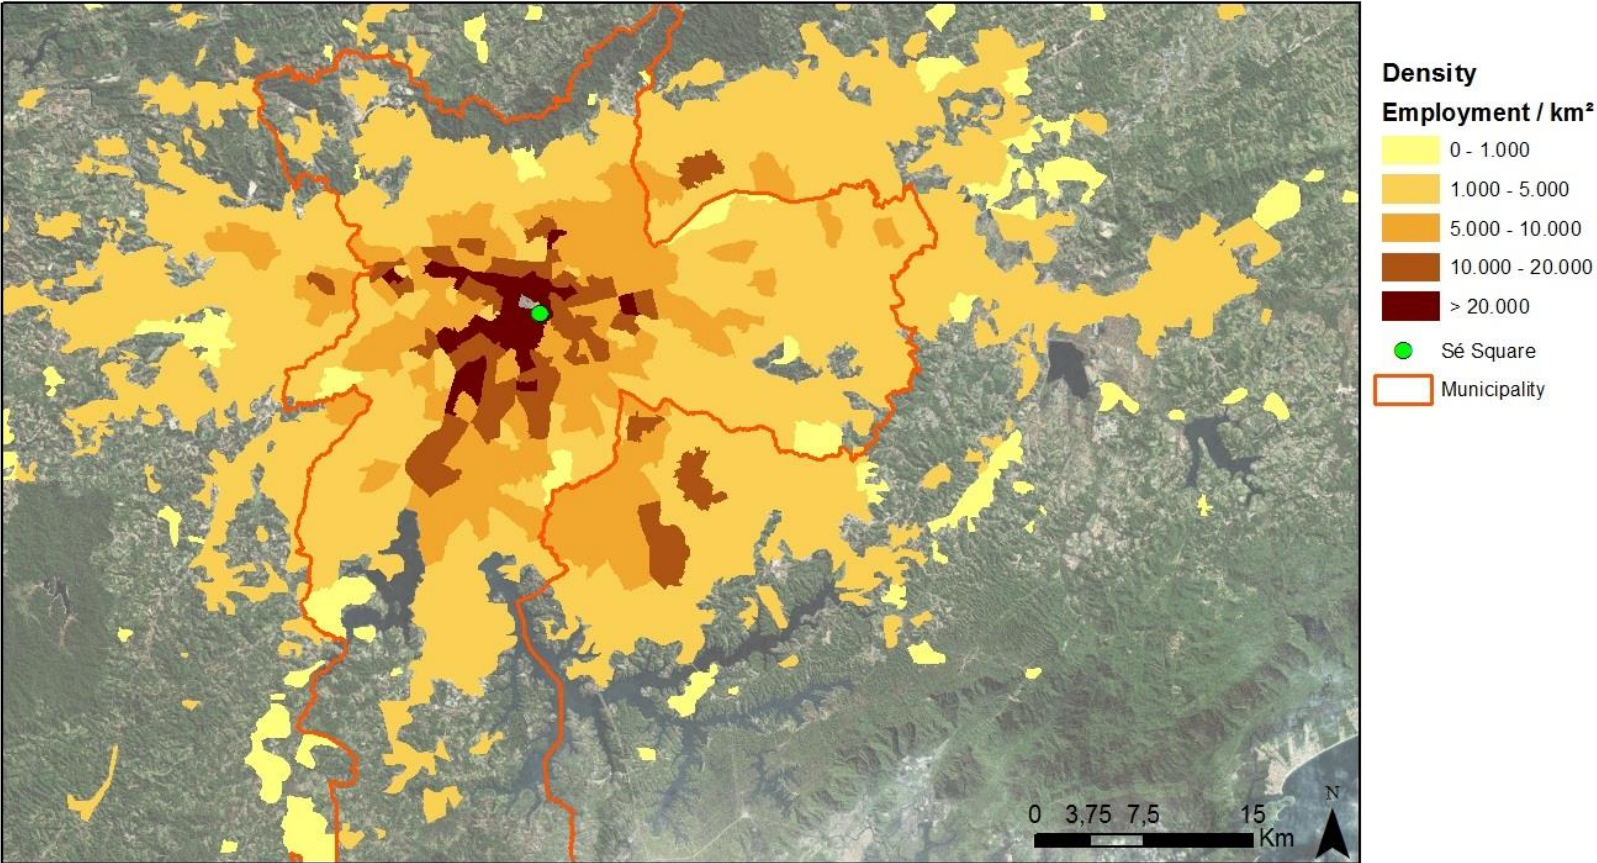 Density
Employment / km²
0 - 1.000
1.000 - 5.000
5.000 - 10.000
10.000 - 20.000
> 20.000
Sé Square
Municipality
N
0 3,75 7,5 15
Km